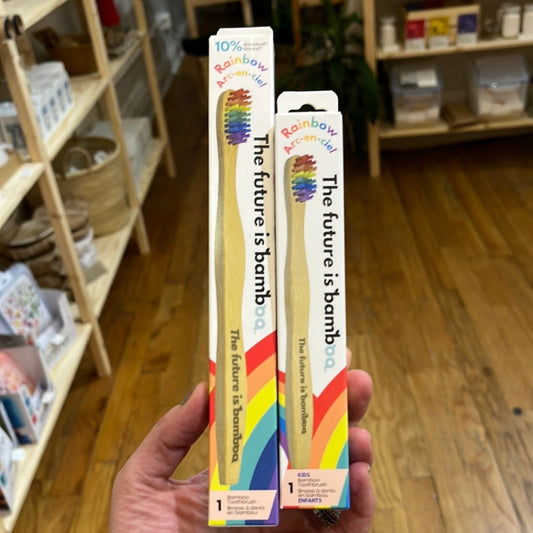 10%
Rainbow
Arc-en-ciel
The future is bamboo.
The future is bamboo
1
Bamboo
Toothbrush
Brosse à dents
en bambou
Rainbow
Arc-en-ciel
The future is bamboo.
The future is bamboo
1
KIDS
Bamboo
Toothbrush
Brosse à dents
en bambou
ENFANTS